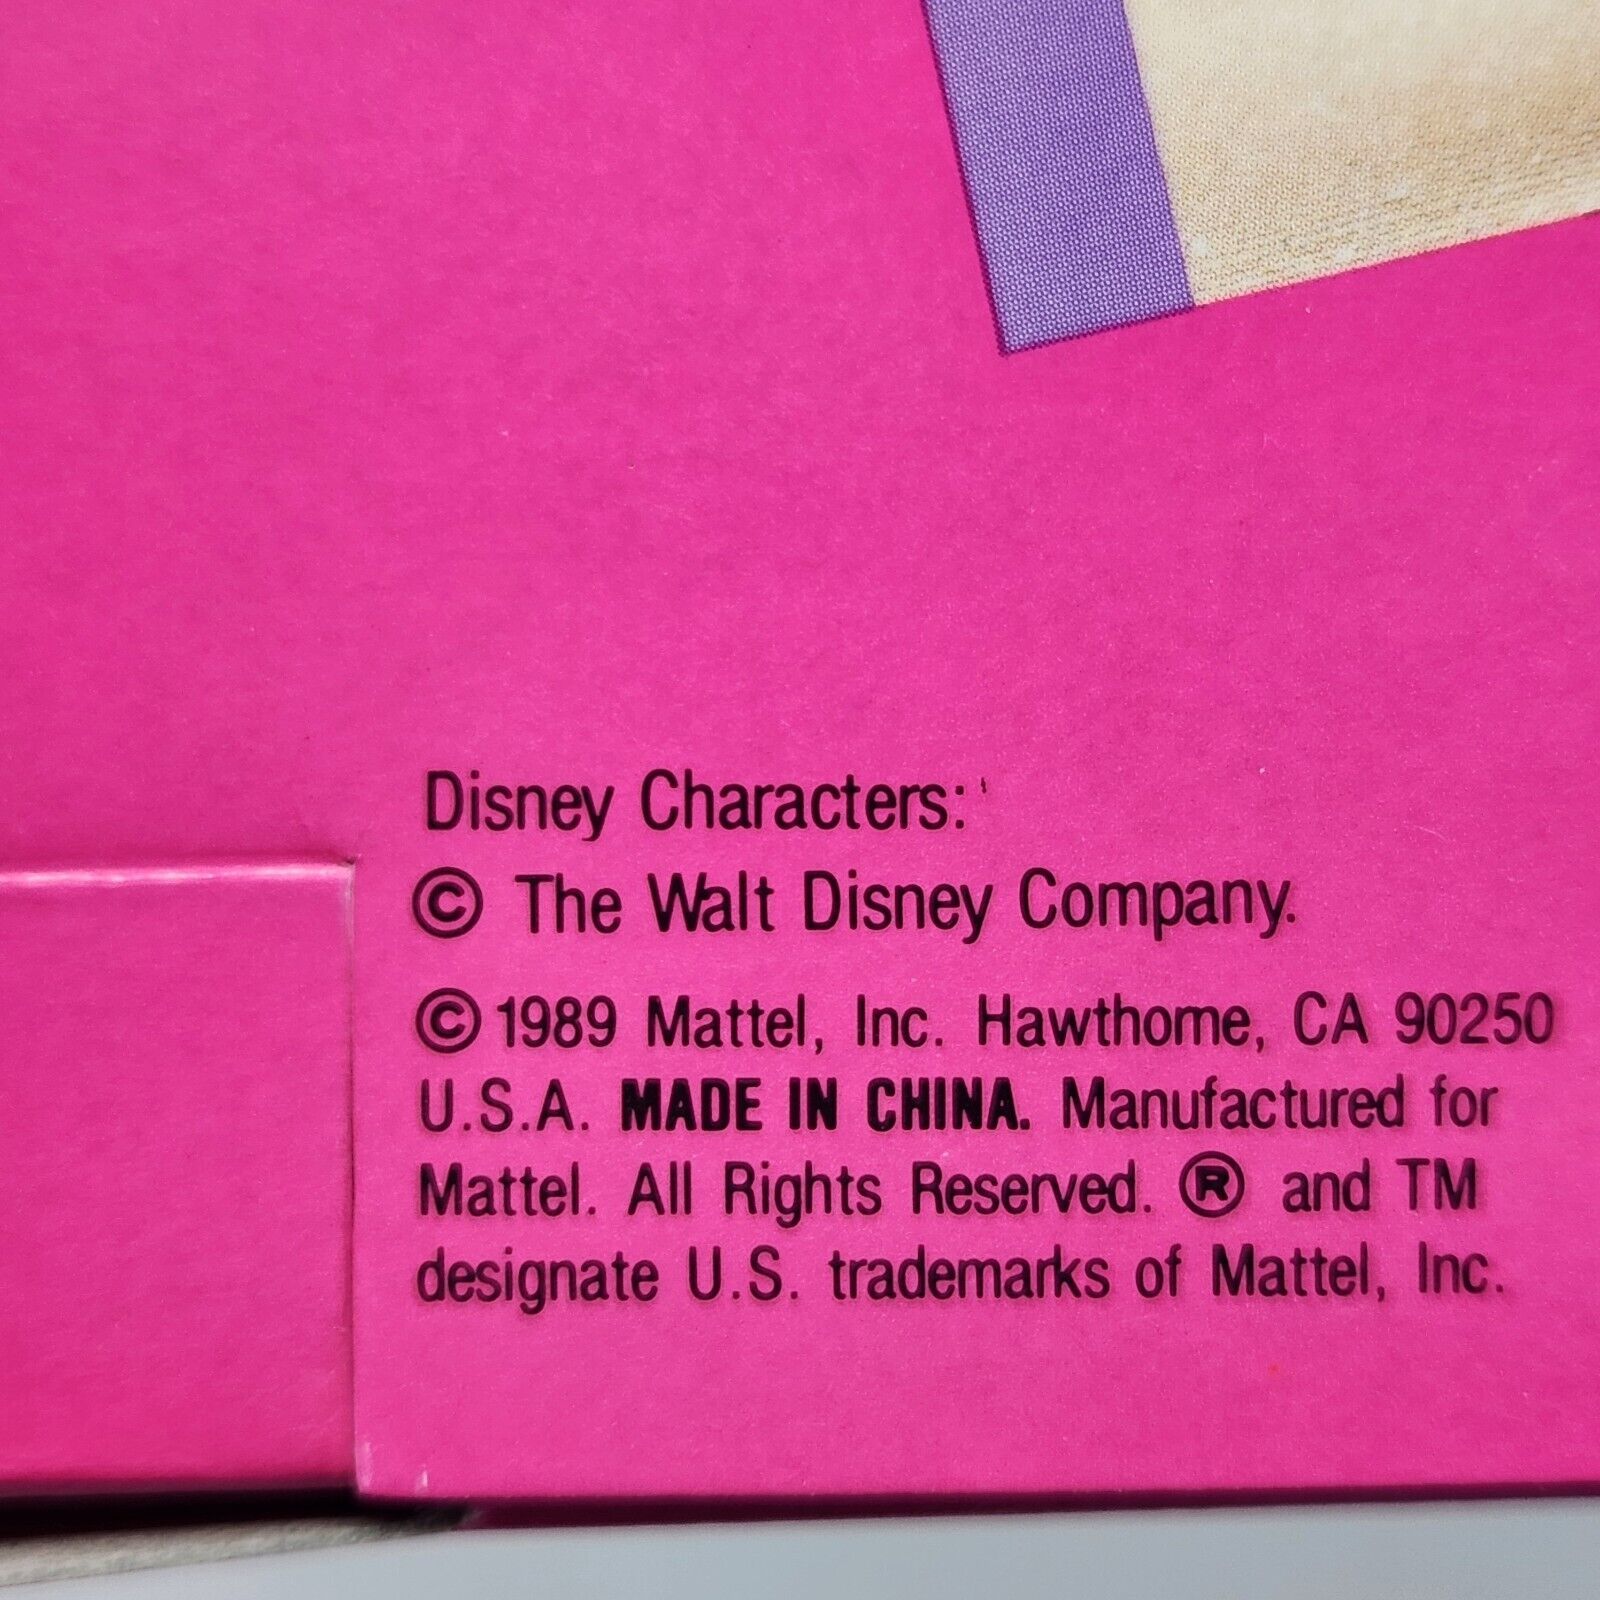 Disney Characters:
© The Walt Disney Company.
© 1989 Mattel, Inc. Hawthorne, CA 90250
U.S.A. MADE IN CHINA. Manufactured for
Mattel. All Rights Reserved. ® and TM
designate U.S. trademarks of Mattel, Inc.